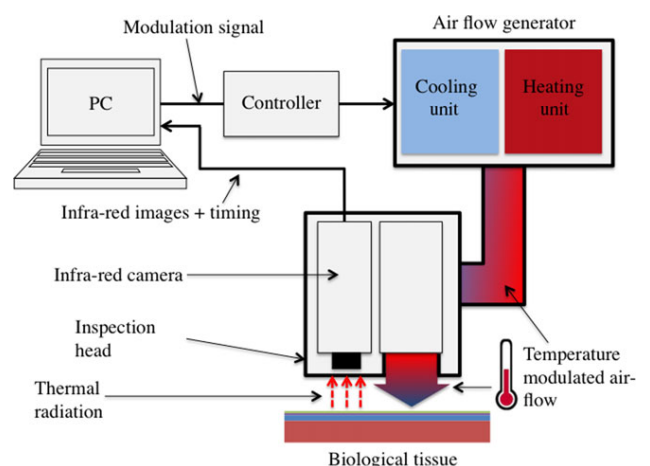 Air flow generator
Modulation signal
PC
Controller
Cooling
unit
Heating
unit
Infra-red images + timing
Infra-red camera
Inspection
head
Thermal
radiation
Temperature
modulated air-
flow
Biological tissue